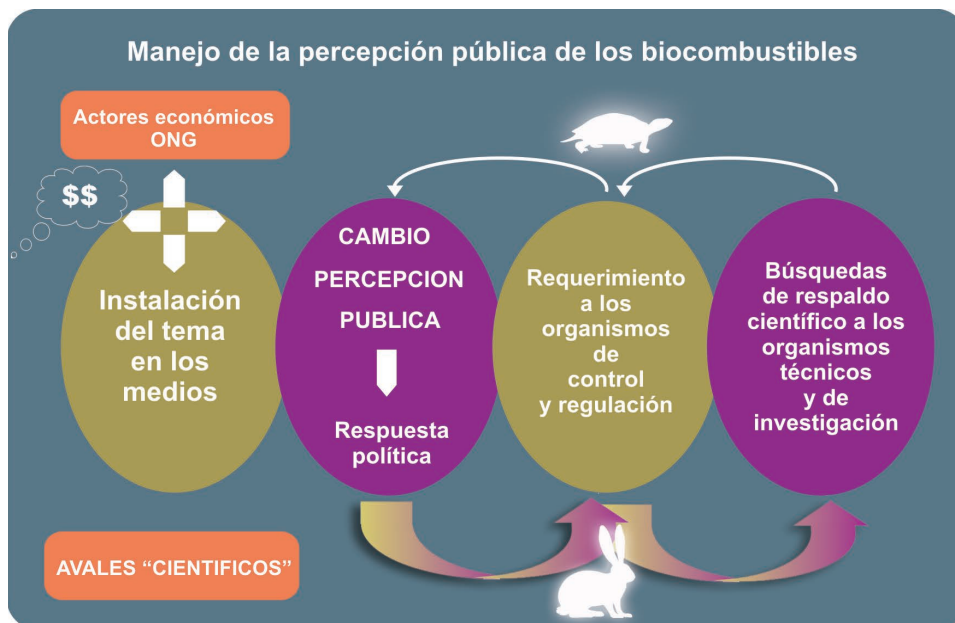 Manejo de la percepción pública de los biocombustibles
Actores económicos
ONG
$$
Instalación
del tema
en los
medios
CAMBIO
PERCEPCION
PUBLICA
Respuesta
política
Requerimiento
a los
organismos
de
control
y regulación
Búsquedas
de respaldo
científico a los
organismos
técnicos
y de
investigación
AVALES “CIENTIFICOS”